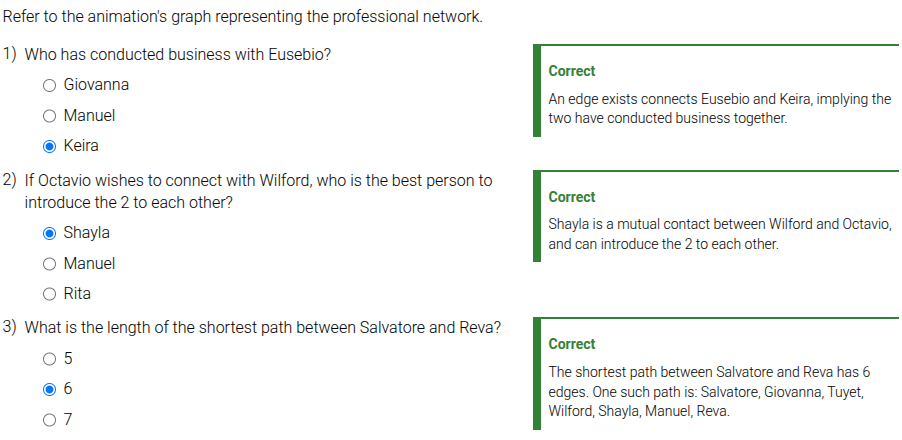 Refer to the animation's graph representing the professional network.
1) Who has conducted business with Eusebio?
Giovanna
Manuel
Keira
Correct
An edge exists connects Eusebio and Keira, implying the
two have conducted business together.
2) If Octavio wishes to connect with Wilford, who is the best person to
introduce the 2 to each other?
Shayla
Manuel
Rita
Correct
Shayla is a mutual contact between Wilford and Octavio,
and can introduce the 2 to each other.
3) What is the length of the shortest path between Salvatore and Reva?
5
6
7
Correct
The shortest path between Salvatore and Reva has 6
edges. One such path is: Salvatore, Giovanna, Tuyet,
Wilford, Shayla, Manuel, Reva.